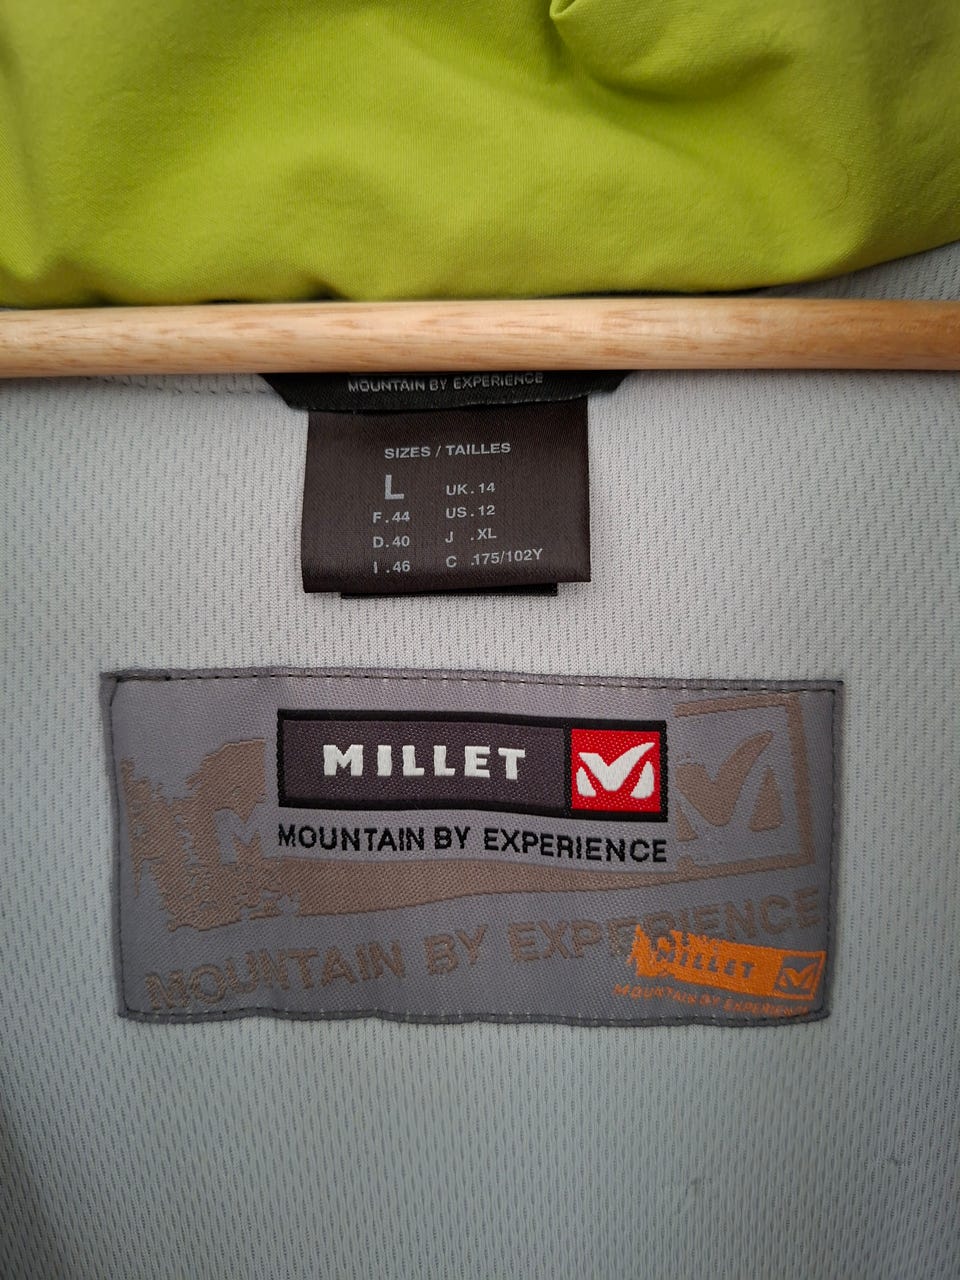 MOUNTAIN BY EXPERIENCE
SIZES / TAILLES
L
F.44
D.40
I.46
UK.14
US.12
J .XL
C .175/102Y
MILLET
MOUNTAIN BY EXPERIENCE
MOUNTAIN BY EXPERIENCE
MILLET
MOUNTAIN BY EXPERIENCE